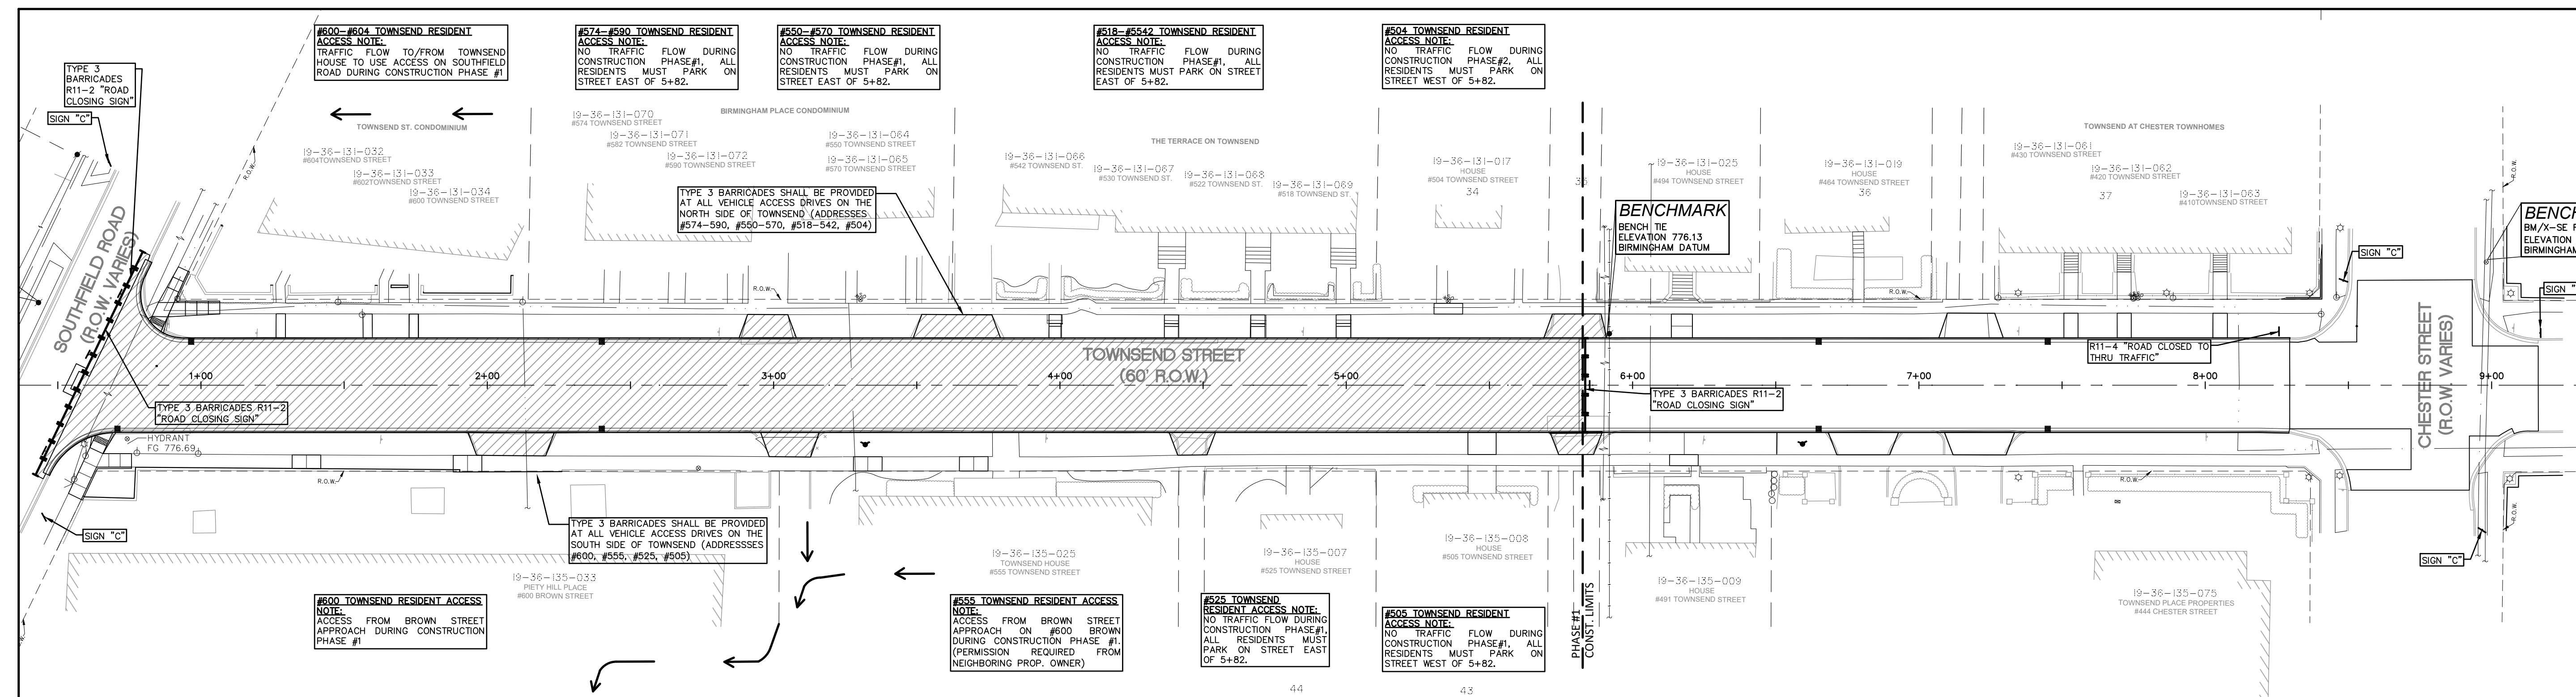 #600-#604 TOWNSEND RESIDENT
ACCESS NOTE:
TRAFFIC FLOW TO/FROM TOWNSEND
HOUSE TO USE ACCESS ON SOUTHFIELD
ROAD DURING CONSTRUCTION PHASE #1
#574-#590 TOWNSEND RESIDENT
ACCESS NOTE:
NO TRAFFIC FLOW DURING
CONSTRUCTION PHASE#1, ALL
RESIDENTS MUST PARK ON
STREET EAST OF 5+82.
#550-#570 TOWNSEND RESIDENT
ACCESS NOTE:
NO TRAFFIC FLOW DURING
CONSTRUCTION PHASE#1, ALL
RESIDENTS MUST PARK ON
STREET EAST OF 5+82.
#518-#5542 TOWNSEND RESIDENT
ACCESS NOTE:
NO TRAFFIC FLOW DURING
CONSTRUCTION PHASE#1, ALL
RESIDENTS MUST PARK ON STREET
EAST OF 5+82.
#504 TOWNSEND RESIDENT
ACCESS NOTE:
NO TRAFFIC FLOW DURING
CONSTRUCTION PHASE#2, ALL
RESIDENTS MUST PARK ON
STREET WEST OF 5+82.
TYPE 3
BARRICADES
R11-2 "ROAD
CLOSING SIGN"
SIGN "C"
R.O.W.
TOWNSEND ST. CONDOMINIUM
19-36-131-032
#604TOWNSEND STREET
19-36-131-033
#602TOWNSEND STREET
19-36-131-034
#600 TOWNSEND STREET
BIRMINGHAM PLACE CONDOMINIUM
19-36-131-070
#574 TOWNSEND STREET
19-36-131-071
#582 TOWNSEND STREET
19-36-131-072
#590 TOWNSEND STREET
19-36-131-064
#550 TOWNSEND STREET
19-36-131-065
#570 TOWNSEND STREET
TYPE 3 BARRICADES SHALL BE PROVIDED
AT ALL VEHICLE ACCESS DRIVES ON THE
NORTH SIDE OF TOWNSEND (ADDRESSES
#574-590, #550-570, #518-542, #504)
THE TERRACE ON TOWNSEND
19-36-131-066
#542 TOWNSEND ST.
19-36-131-067
#530 TOWNSEND ST.
19-36-131-068
#522 TOWNSEND ST.
19-36-131-069
#518 TOWNSEND ST.
19-36-131-017
HOUSE
#504 TOWNSEND STREET
34
19-36-131-025
HOUSE
#494 TOWNSEND STREET
BENCHMARK
BENCH TIE
ELEVATION 776.13
BIRMINGHAM DATUM
19-36-131-019
HOUSE
#464 TOWNSEND STREET
36
TOWNSEND AT CHESTER TOWNHOMES
19-36-131-061
#430 TOWNSEND STREET
19-36-131-062
#420 TOWNSEND STREET
37
19-36-131-063
#410TOWNSEND STREET
R.O.W.
BENCH
BM/X-SE
ELEVATION
BIRMINGHAM
SIGN "C"
SIGN "
SOUTHFIELD ROAD
(R.O.W. VARIES)
R.O.W.
R.O.W.
TOWNSEND STREET
(60' R.O.W.)
R11-4 "ROAD CLOSED TO
THRU TRAFFIC"
CHESTER STREET
(R.O.W. VARIES)
1+00
2+00
3+00
4+00
5+00
6+00
7+00
8+00
9+00
TYPE 3 BARRICADES R11-2
"ROAD CLOSING SIGN"
TYPE 3 BARRICADES R11-2
"ROAD CLOSING SIGN"
HYDRANT
FG 776.69
R.O.W.
R.O.W.
R.O.W.
SIGN "C"
TYPE 3 BARRICADES SHALL BE PROVIDED
AT ALL VEHICLE ACCESS DRIVES ON THE
SOUTH SIDE OF TOWNSEND (ADDRESSSES
#600, #555, #525, #505)
19-36-135-033
PIETY HILL PLACE
#600 BROWN STREET
19-36-135-025
TOWNSEND HOUSE
#555 TOWNSEND STREET
19-36-135-007
HOUSE
#525 TOWNSEND STREET
19-36-135-008
HOUSE
#505 TOWNSEND STREET
19-36-135-009
HOUSE
#491 TOWNSEND STREET
19-36-135-075
TOWNSEND PLACE PROPERTIES
#444 CHESTER STREET
SIGN "C"
PHASE #1
CONST. LIMITS
#600 TOWNSEND RESIDENT ACCESS
NOTE:
ACCESS FROM BROWN STREET
APPROACH DURING CONSTRUCTION
PHASE #1
#555 TOWNSEND RESIDENT ACCESS
NOTE:
ACCESS FROM BROWN STREET
APPROACH ON #600 BROWN
DURING CONSTRUCTION PHASE #1.
(PERMISSION REQUIRED FROM
NEIGHBORING PROP. OWNER)
#525 TOWNSEND
RESIDENT ACCESS NOTE:
NO TRAFFIC FLOW DURING
CONSTRUCTION PHASE#1,
ALL RESIDENTS MUST
PARK ON STREET EAST
OF 5+82.
#505 TOWNSEND RESIDENT
ACCESS NOTE:
NO TRAFFIC FLOW DURING
CONSTRUCTION PHASE#1, ALL
RESIDENTS MUST PARK ON
STREET WEST OF 5+82.
44
43